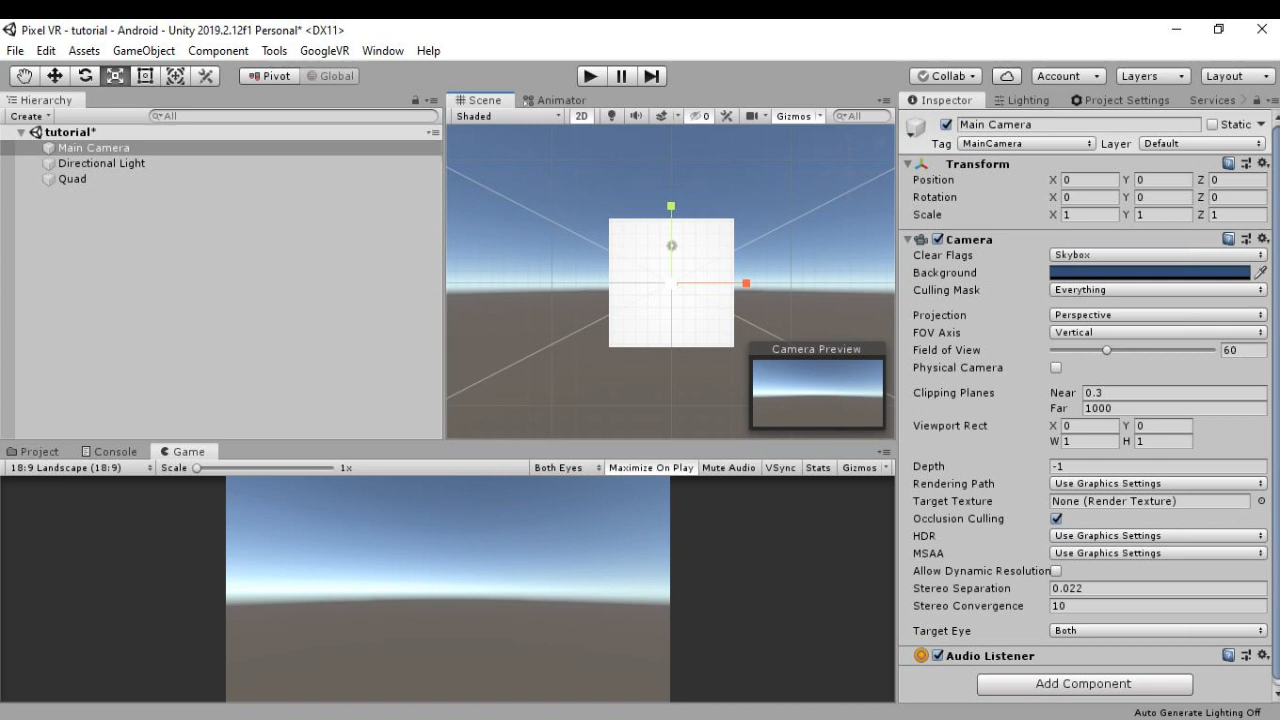 Pixel VR - tutorial - Android - Unity 2019.2.12f1 Personal* <DX11>
File Edit Assets GameObject Component Tools GoogleVR Window Help
Pivot Global Collab Account Layers Layout
Hierarchy
Create All
tutorial*
Main Camera
Directional Light
Quad
Scene Animator
Shaded 2D 0 Gizmos All
Camera Preview
Project Console Game
18:9 Landscape (18:9) Scale 1x Both Eyes Maximize On Play Mute Audio VSync Stats Gizmos
Inspector Lighting Project Settings Services
Main Camera Static
Tag MainCamera Layer Default
Transform
Position X 0 Y 0 Z 0
Rotation X 0 Y 0 Z 0
Scale X 1 Y 1 Z 1
Camera
Clear Flags Skybox
Background
Culling Mask Everything
Projection Perspective
FOV Axis Vertical
Field of View 60
Physical Camera
Clipping Planes Near 0.3
Far 1000
Viewport Rect X 0 Y 0
W 1 H 1
Depth -1
Rendering Path Use Graphics Settings
Target Texture None (Render Texture)
Occlusion Culling
HDR Use Graphics Settings
MSAA Use Graphics Settings
Allow Dynamic Resolution
Stereo Separation 0.022
Stereo Convergence 10
Target Eye Both
Audio Listener
Add Component
Auto Generate Lighting Off